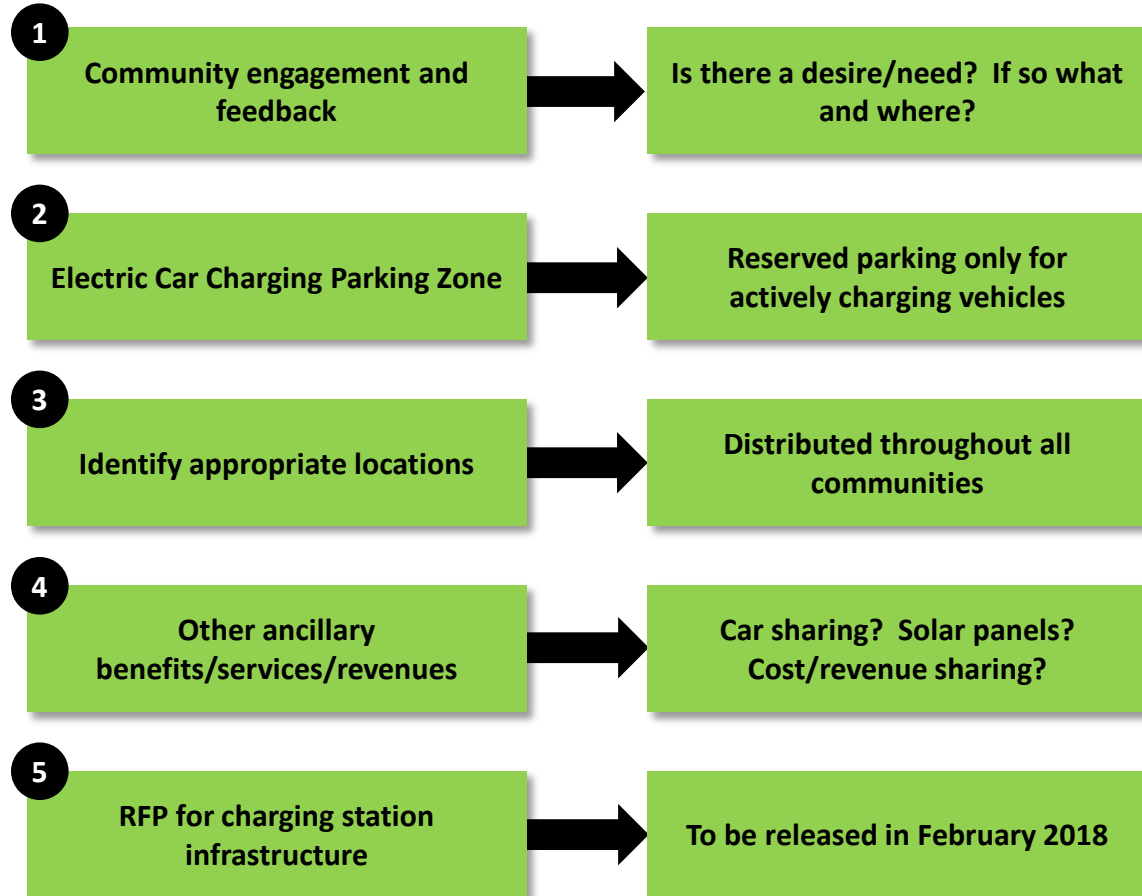 1
Community engagement and
feedback
Is there a desire/need?  If so what
and where?
2
Electric Car Charging Parking Zone
Reserved parking only for
actively charging vehicles
3
Identify appropriate locations
Distributed throughout all
communities
4
Other ancillary
benefits/services/revenues
Car sharing?  Solar panels?
Cost/revenue sharing?
5
RFP for charging station
infrastructure
To be released in February 2018